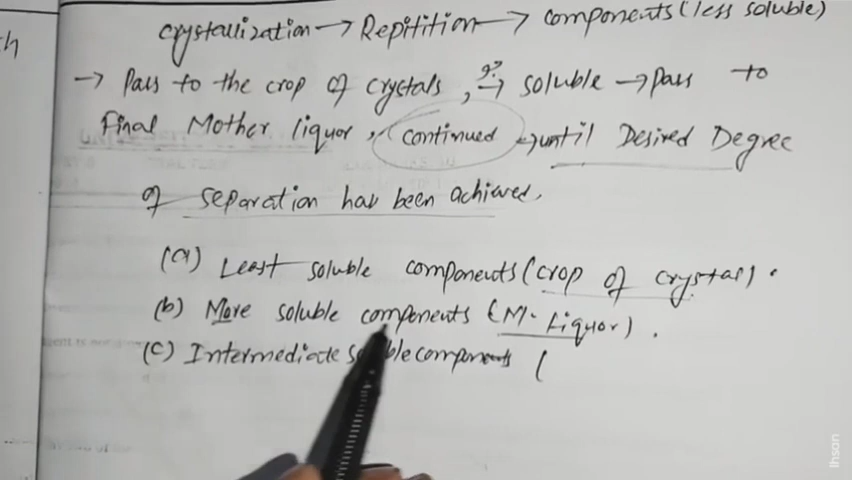 h
crystallization → Repitition → components (less soluble)
→ Pass to the crop of crystals, → soluble → pass to
Final Mother liquor, (continued → until Desired Degree
of separation has been achieved.
(a) Least soluble components (crop of crystals).
(b) More soluble components (M. Liquor).
(c) Intermediate soluble components (
Ihsan